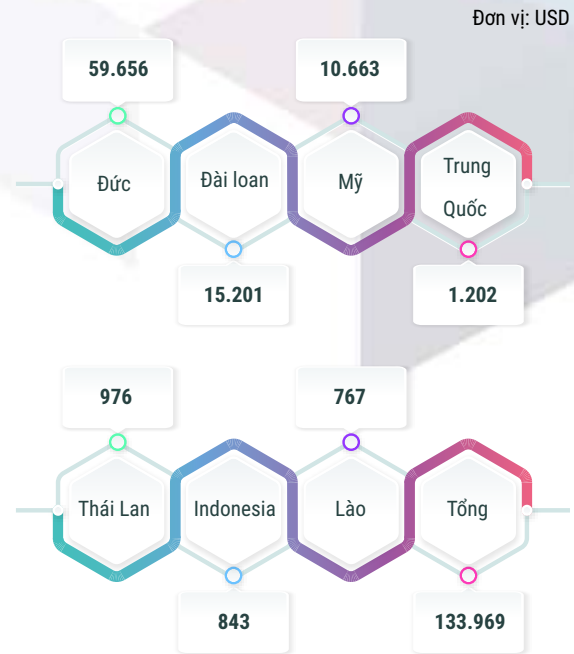 Đơn vị: USD
59.656
10.663
Đức
Đài loan
Mỹ
Trung
Quốc
15.201
1.202
976
767
Thái Lan
Indonesia
Lào
Tổng
843
133.969